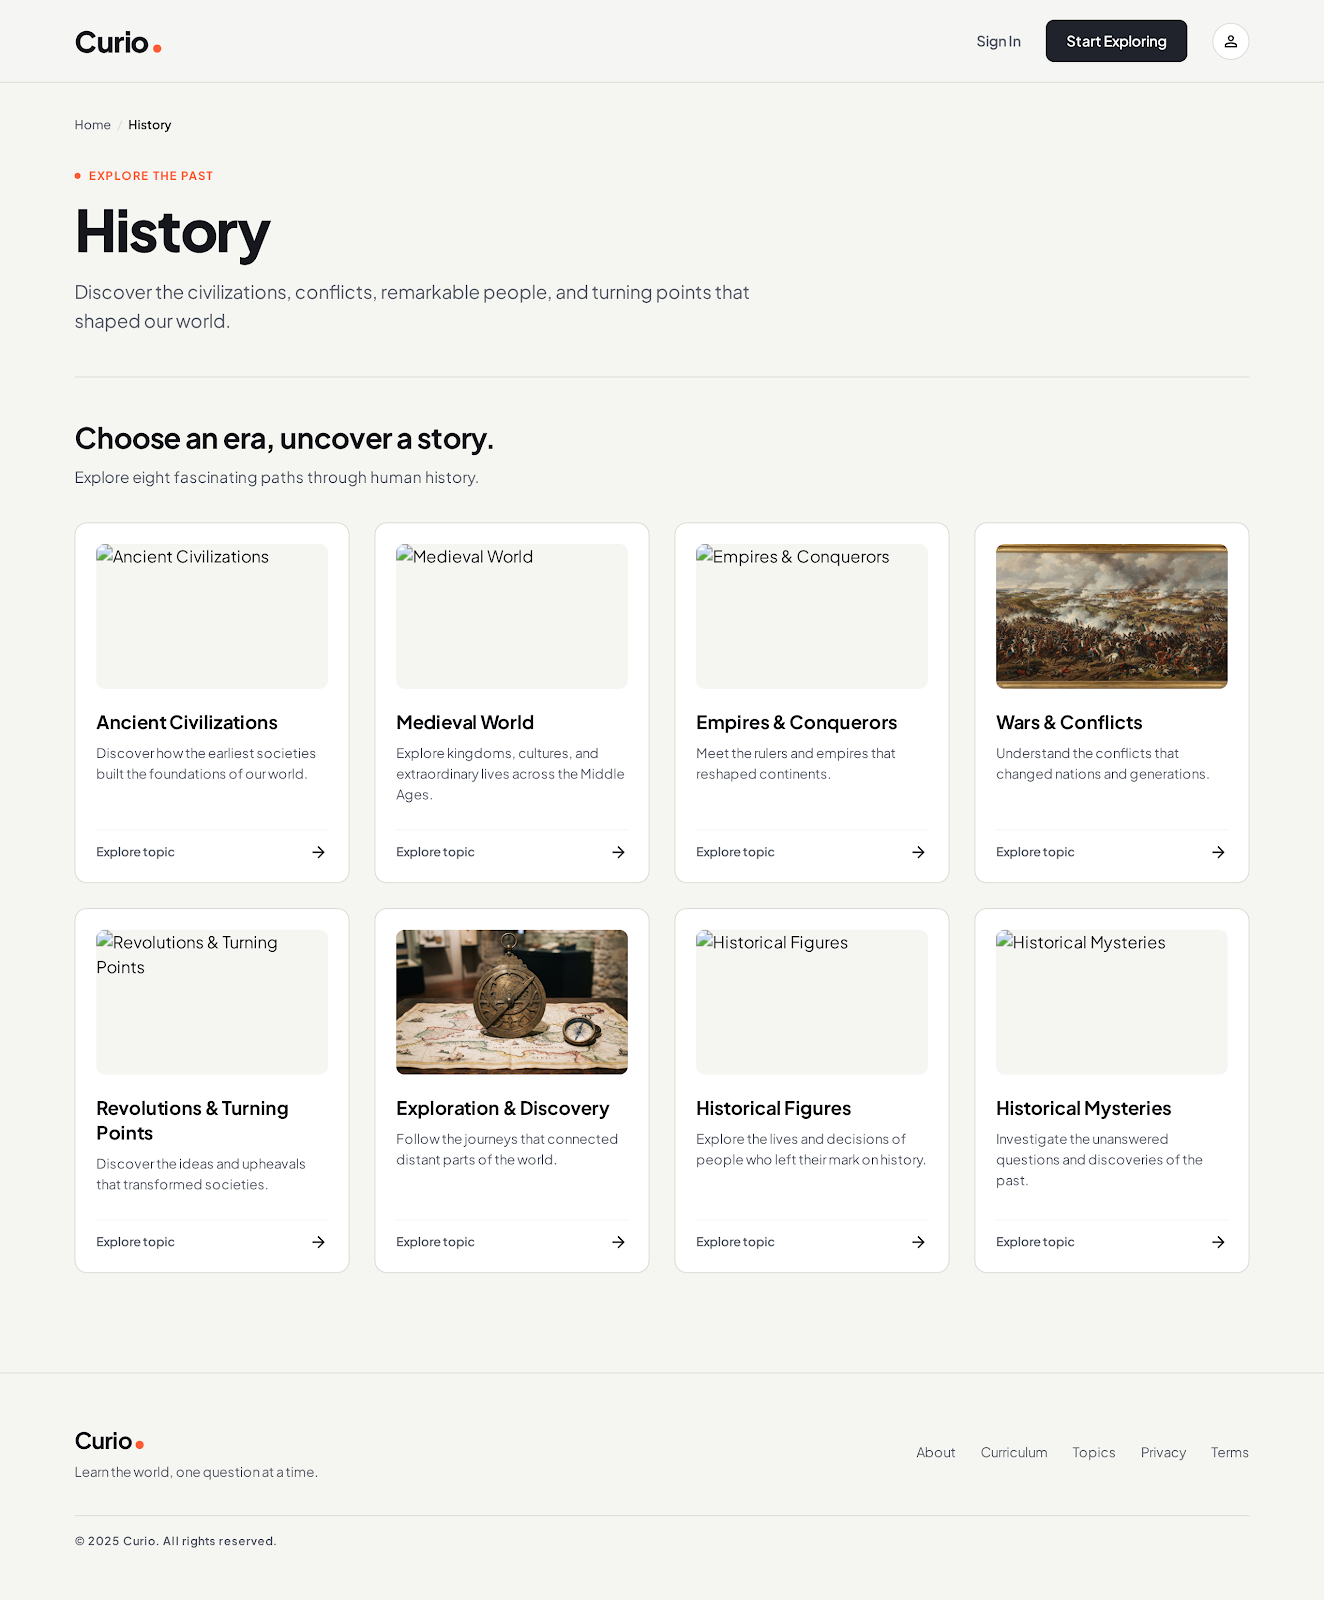 Curio
Sign In
Start Exploring
Home / History
EXPLORE THE PAST
History
Discover the civilizations, conflicts, remarkable people, and turning points that
shaped our world.
Choose an era, uncover a story.
Explore eight fascinating paths through human history.
Ancient Civilizations
Ancient Civilizations
Discover how the earliest societies
built the foundations of our world.
Explore topic
Medieval World
Medieval World
Explore kingdoms, cultures, and
extraordinary lives across the Middle
Ages.
Explore topic
Empires & Conquerors
Empires & Conquerors
Meet the rulers and empires that
reshaped continents.
Explore topic
Wars & Conflicts
Understand the conflicts that
changed nations and generations.
Explore topic
Revolutions & Turning
Points
Revolutions & Turning
Points
Discover the ideas and upheavals
that transformed societies.
Explore topic
Exploration & Discovery
Follow the journeys that connected
distant parts of the world.
Explore topic
Historical Figures
Historical Figures
Explore the lives and decisions of
people who left their mark on history.
Explore topic
Historical Mysteries
Historical Mysteries
Investigate the unanswered
questions and discoveries of the
past.
Explore topic
Curio
Learn the world, one question at a time.
About
Curriculum
Topics
Privacy
Terms
© 2025 Curio. All rights reserved.